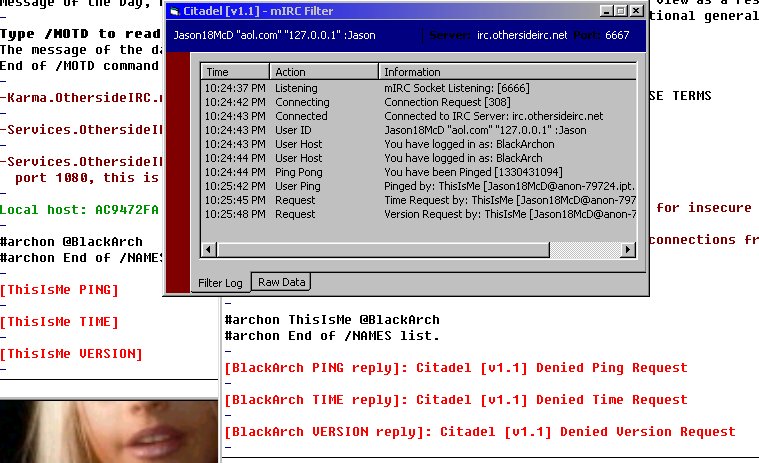 Message of the Day,
Type /MOTD to read
The message of the da
End of /MOTD command
-
-Karma.OthersideIRC.
-
-Services.OthersideI
-
-Services.OthersideI
port 1080, this is
-
Local host: AC9472FA
-
#archon @BlackArch
#archon End of /NAMES
-
[ThisIsMe PING]
-
[ThisIsMe TIME]
-
[ThisIsMe VERSION]
-
Citadel [v1.1] - mIRC Filter
Jason18McD "aol.com" "127.0.0.1" :Jason Server: irc.othersideirc.net Port: 6667
Time Action Information
10:24:37 PM Listening mIRC Socket Listening: [6666]
10:24:42 PM Connecting Connection Request [308]
10:24:43 PM Connected Connected to IRC Server: irc.othersideirc.net
10:24:43 PM User ID Jason18McD "aol.com" "127.0.0.1" :Jason
10:24:43 PM User Host You have logged in as: BlackArchon
10:24:44 PM User Host You have logged in as: BlackArch
10:24:44 PM Ping Pong You have been Pinged [1330431094]
10:25:42 PM User Ping Pinged by: ThisIsMe [Jason18McD@anon-79724.ipt.
10:25:45 PM Request Time Request by: ThisIsMe [Jason18McD@anon-797
10:25:48 PM Request Version Request by: ThisIsMe [Jason18McD@anon-7
Filter Log Raw Data
view as a res
tional general
SE TERMS
for insecure
connections fr
-
#archon ThisIsMe @BlackArch
#archon End of /NAMES list.
-
[BlackArch PING reply]: Citadel [v1.1] Denied Ping Request
-
[BlackArch TIME reply]: Citadel [v1.1] Denied Time Request
-
[BlackArch VERSION reply]: Citadel [v1.1] Denied Version Request
-